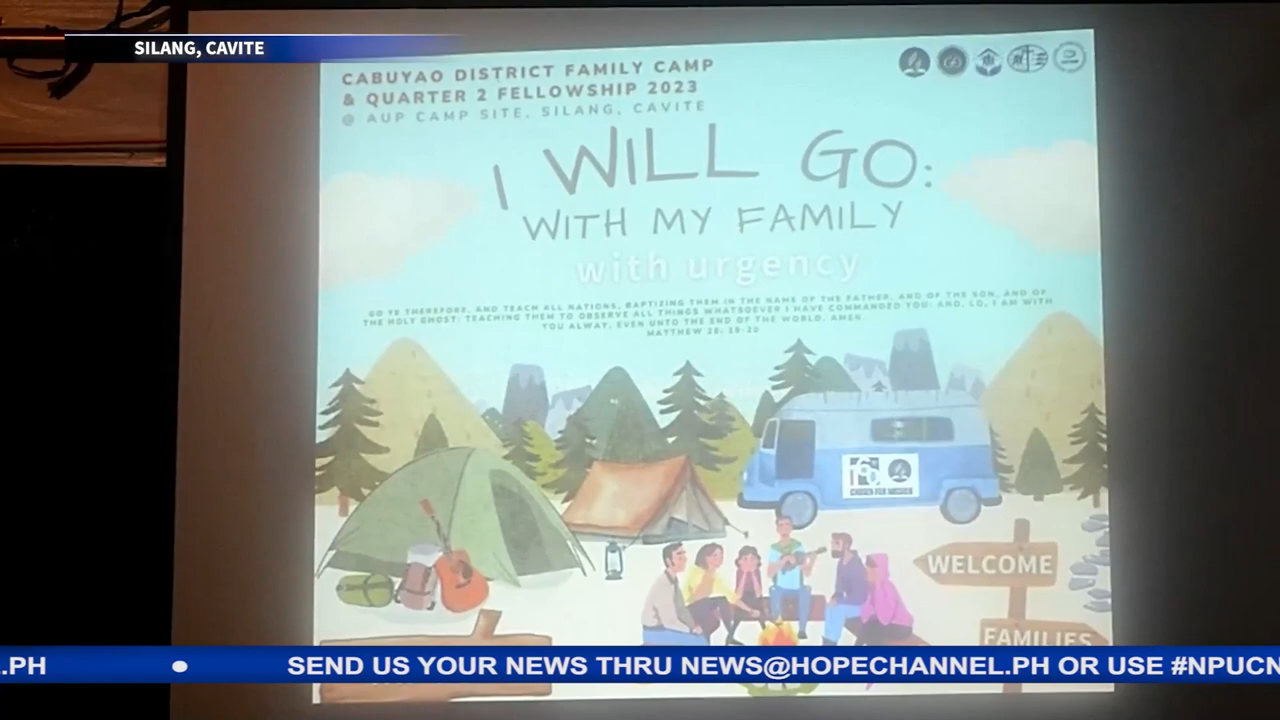 SILANG, CAVITE
CABUYAO DISTRICT FAMILY CAMP
& QUARTER 2 FELLOWSHIP 2023
@ AUP CAMP SITE, SILANG, CAVITE
I WILL GO:
WITH MY FAMILY
with urgency
GO YE THEREFORE, AND TEACH ALL NATIONS, BAPTIZING THEM IN THE NAME OF THE FATHER, AND OF THE SON, AND OF
THE HOLY GHOST: TEACHING THEM TO OBSERVE ALL THINGS WHATSOEVER I HAVE COMMANDED YOU: AND, LO, I AM WITH
YOU ALWAY, EVEN UNTO THE END OF THE WORLD. AMEN.
MATTHEW 28: 19-20
CHOSEN FOR MISSION
WELCOME
FAMILIES
.PH • SEND US YOUR NEWS THRU NEWS@HOPECHANNEL.PH OR USE #NPUCN